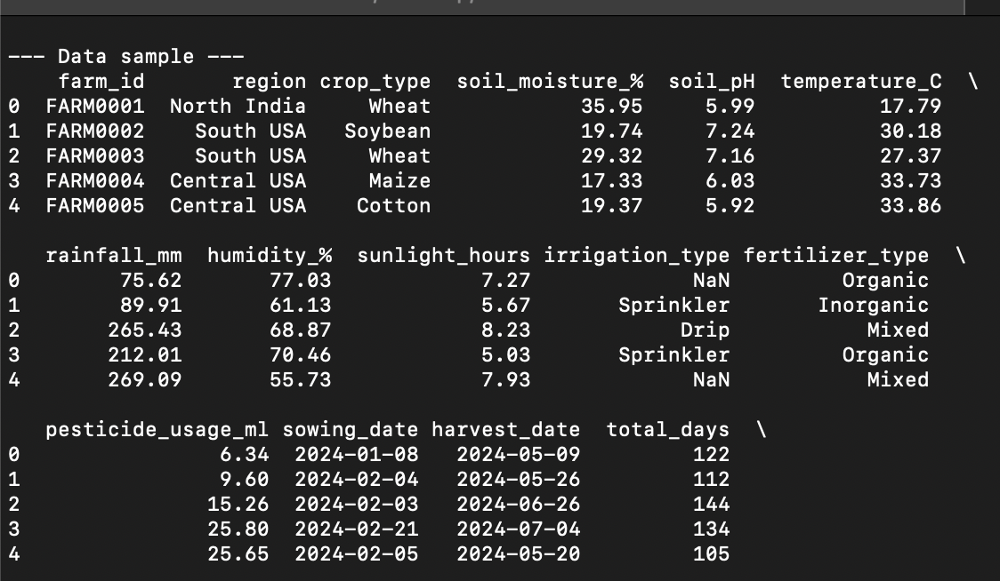 --- Data sample ---
farm_id region crop_type soil_moisture_% soil_pH temperature_C \
0 FARM0001 North India Wheat 35.95 5.99 17.79
1 FARM0002 South USA Soybean 19.74 7.24 30.18
2 FARM0003 South USA Wheat 29.32 7.16 27.37
3 FARM0004 Central USA Maize 17.33 6.03 33.73
4 FARM0005 Central USA Cotton 19.37 5.92 33.86
rainfall_mm humidity_% sunlight_hours irrigation_type fertilizer_type \
0 75.62 77.03 7.27 NaN Organic
1 89.91 61.13 5.67 Sprinkler Inorganic
2 265.43 68.87 8.23 Drip Mixed
3 212.01 70.46 5.03 Sprinkler Organic
4 269.09 55.73 7.93 NaN Mixed
pesticide_usage_ml sowing_date harvest_date total_days \
0 6.34 2024-01-08 2024-05-09 122
1 9.60 2024-02-04 2024-05-26 112
2 15.26 2024-02-03 2024-06-26 144
3 25.80 2024-02-21 2024-07-04 134
4 25.65 2024-02-05 2024-05-20 105